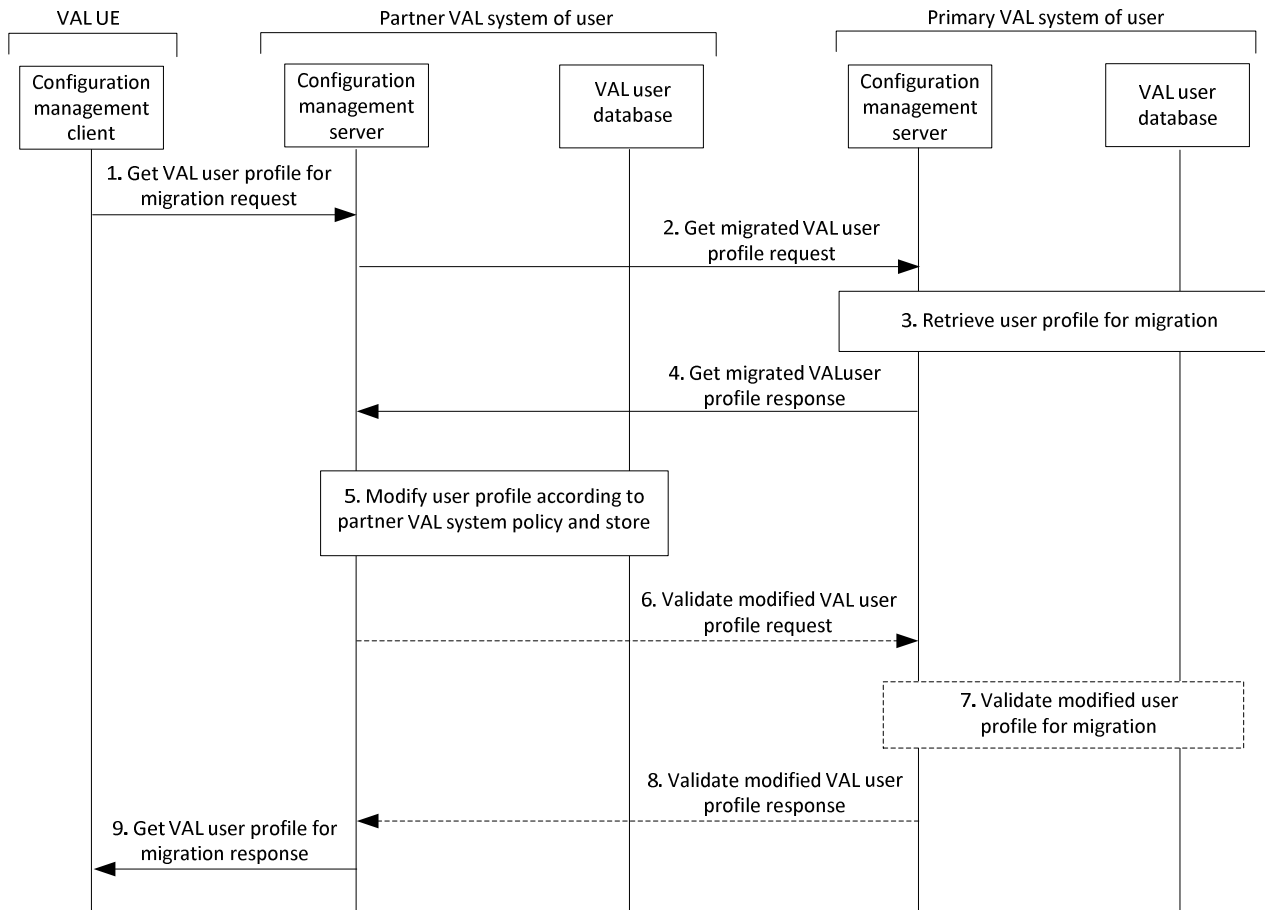 VAL UE
Partner VAL system of user
Primary VAL system of user
Configuration
management
client
Configuration
management
server
VAL user
database
Configuration
management
server
VAL user
database
1. Get VAL user profile for
migration request
2. Get migrated VAL user
profile request
3. Retrieve user profile for migration
4. Get migrated VALuser
profile response
5. Modify user profile according to
partner VAL system policy and store
6. Validate modified VAL user
profile request
7. Validate modified user
profile for migration
8. Validate modified VAL user
profile response
9. Get VAL user profile for
migration response